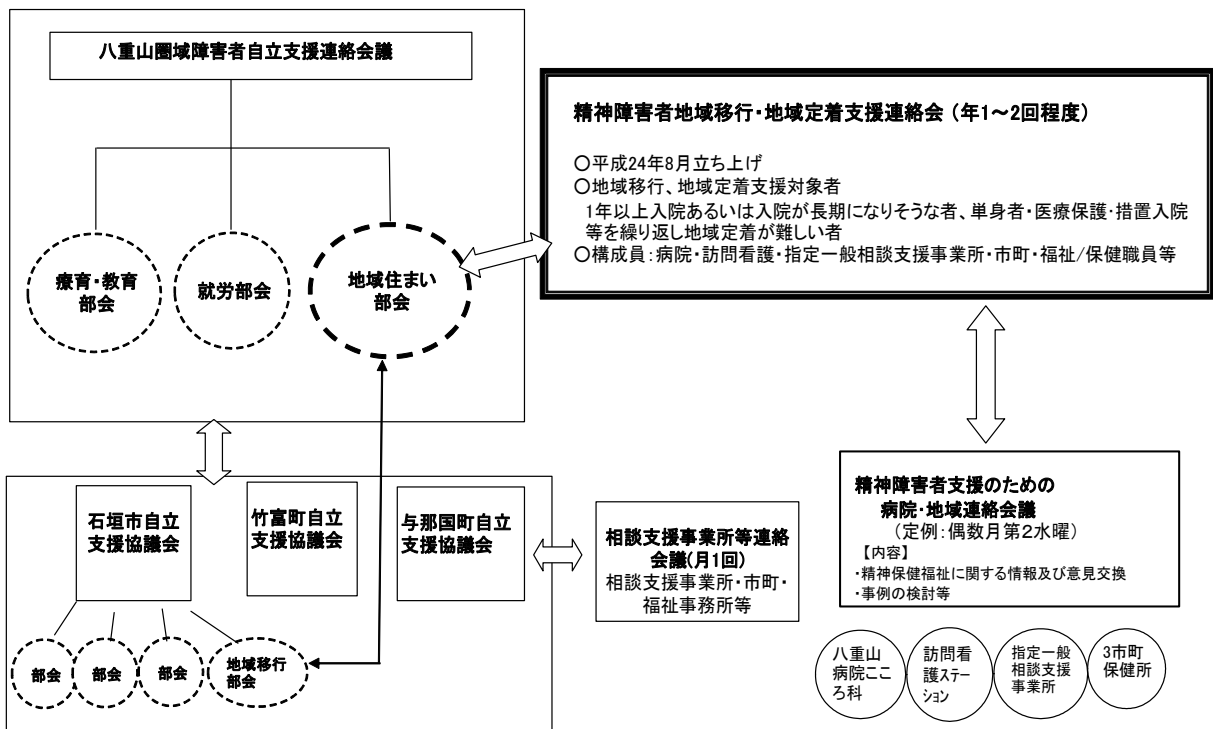 八重山圏域障害者自立支援連絡会議
療育・教育
部会
就労部会
地域住まい
部会
精神障害者地域移行・地域定着支援連絡会（年1～2回程度）
○平成24年8月立ち上げ
○地域移行、地域定着支援対象者
1年以上入院あるいは入院が長期になりそうな者、単身者・医療保護・措置入院
等を繰り返し地域定着が難しい者
○構成員：病院・訪問看護・指定一般相談支援事業所・市町・福祉/保健職員等
石垣市自立
支援協議会
竹富町自立
支援協議会
与那国町自立
支援協議会
部会
部会
部会
地域移行
部会
相談支援事業所等連絡
会議(月1回)
相談支援事業所・市町・
福祉事務所等
精神障害者支援のための
病院・地域連絡会議
（定例：偶数月第2水曜）
【内容】
・精神保健福祉に関する情報及び意見交換
・事例の検討等
八重山
病院ここ
ろ科
訪問看
護ステー
ション
指定一般
相談支援
事業所
3市町
保健所